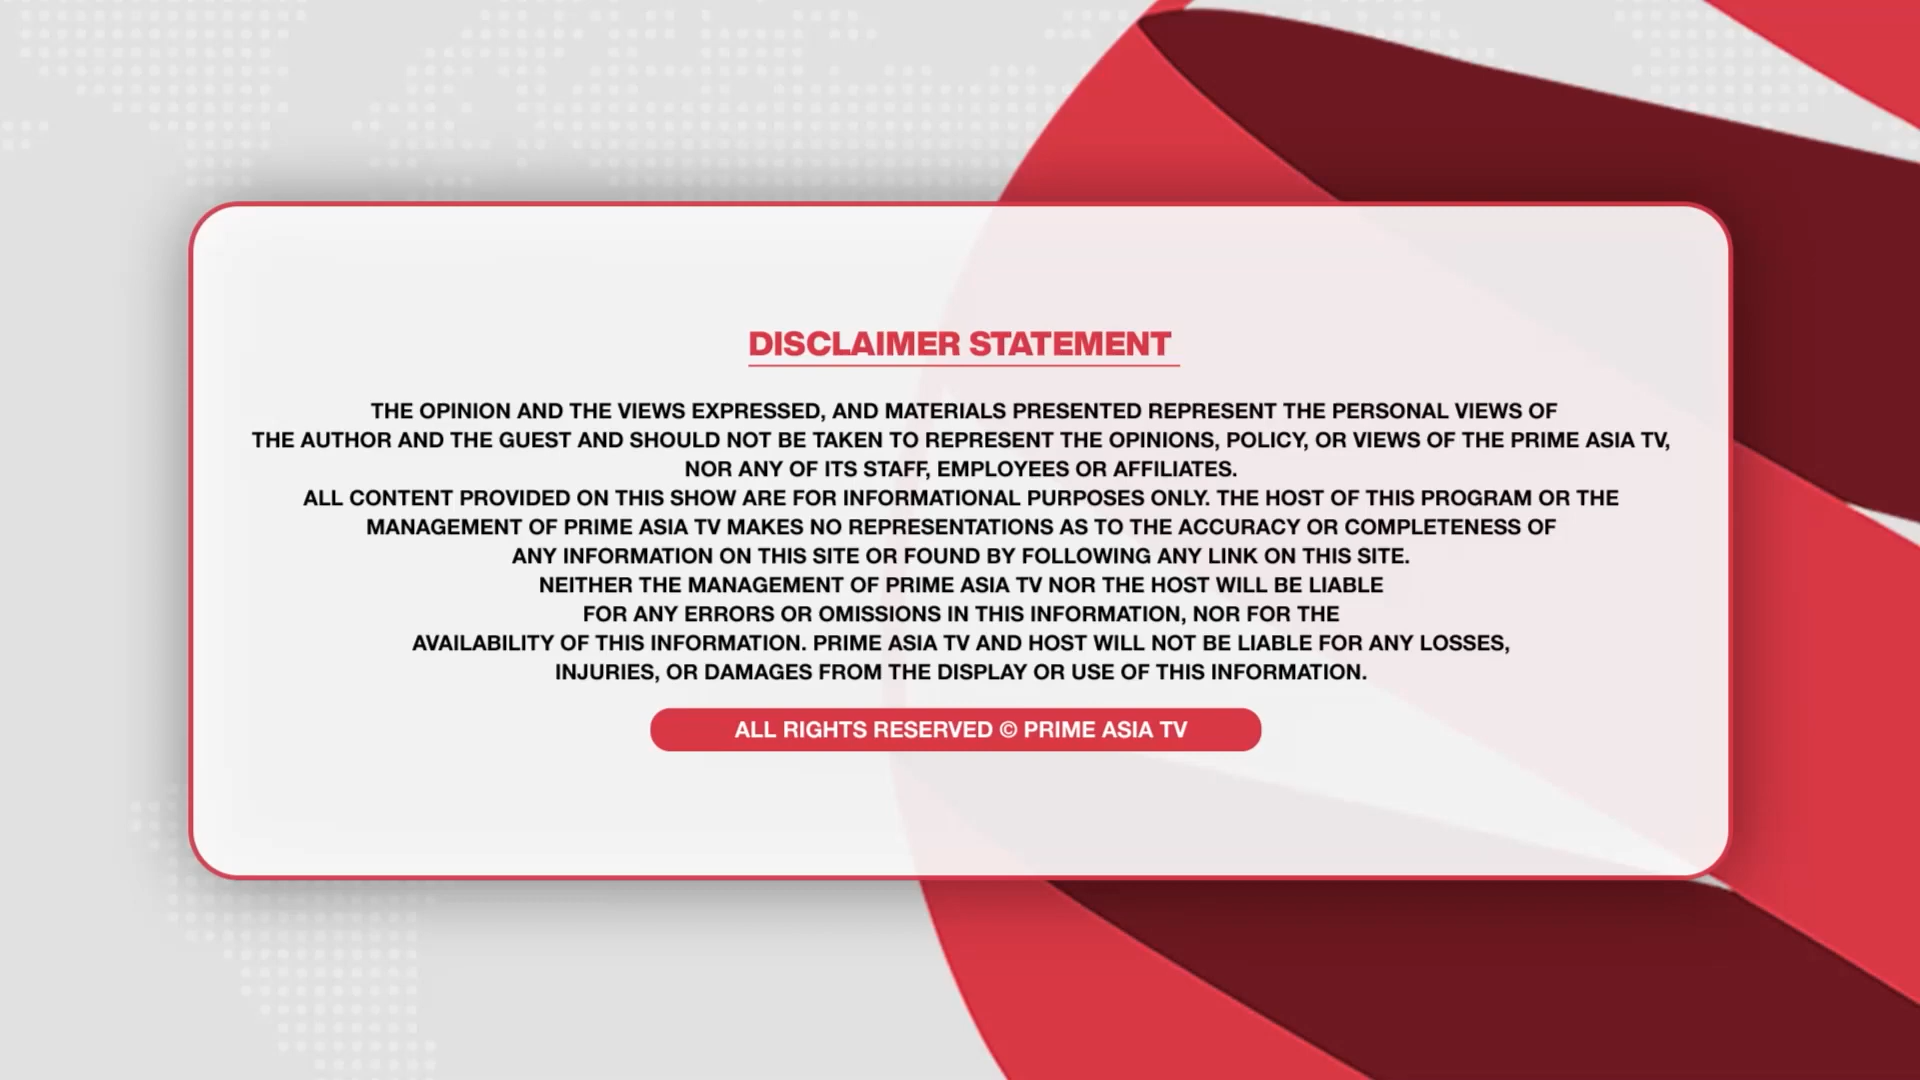 DISCLAIMER STATEMENT
THE OPINION AND THE VIEWS EXPRESSED, AND MATERIALS PRESENTED REPRESENT THE PERSONAL VIEWS OF
THE AUTHOR AND THE GUEST AND SHOULD NOT BE TAKEN TO REPRESENT THE OPINIONS, POLICY, OR VIEWS OF THE PRIME ASIA TV,
NOR ANY OF ITS STAFF, EMPLOYEES OR AFFILIATES.
ALL CONTENT PROVIDED ON THIS SHOW ARE FOR INFORMATIONAL PURPOSES ONLY. THE HOST OF THIS PROGRAM OR THE
MANAGEMENT OF PRIME ASIA TV MAKES NO REPRESENTATIONS AS TO THE ACCURACY OR COMPLETENESS OF
ANY INFORMATION ON THIS SITE OR FOUND BY FOLLOWING ANY LINK ON THIS SITE.
NEITHER THE MANAGEMENT OF PRIME ASIA TV NOR THE HOST WILL BE LIABLE
FOR ANY ERRORS OR OMISSIONS IN THIS INFORMATION, NOR FOR THE
AVAILABILITY OF THIS INFORMATION. PRIME ASIA TV AND HOST WILL NOT BE LIABLE FOR ANY LOSSES,
INJURIES, OR DAMAGES FROM THE DISPLAY OR USE OF THIS INFORMATION.
ALL RIGHTS RESERVED © PRIME ASIA TV